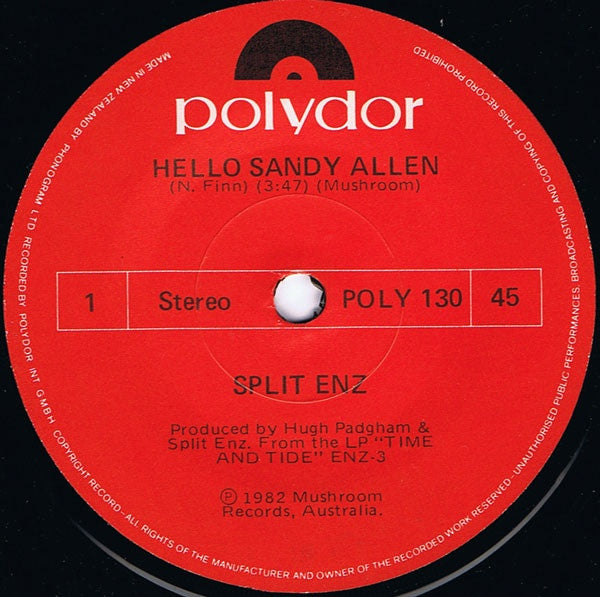 polydor
HELLO SANDY ALLEN
(N. Finn) (3:47) (Mushroom)
1 Stereo POLY 130 45
SPLIT ENZ
Produced by Hugh Padgham &
Split Enz. From the LP "TIME
AND TIDE" ENZ-3
℗ 1982 Mushroom
Records, Australia.
MADE IN NEW ZEALAND BY PHONOGRAM LTD RECORDED BY POLYDOR INT. GMBH COPYRIGHT RECORD - ALL RIGHTS OF THE MANUFACTURER AND OWNER OF THE RECORDED WORK RESERVED - UNAUTHORISED PUBLIC PERFORMANCES, BROADCASTING AND COPYING OF THIS RECORD PROHIBITED